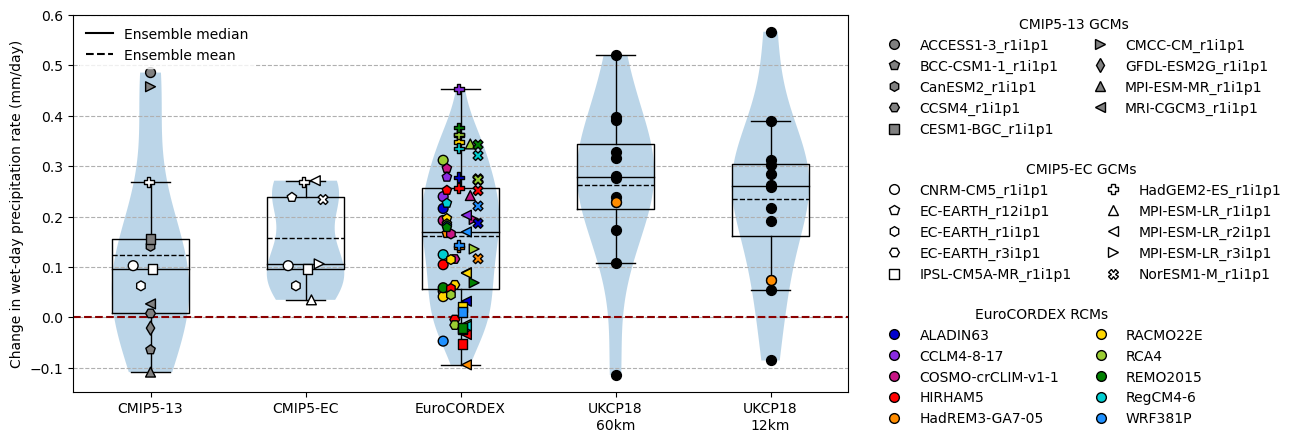 Change in wet-day precipitation rate (mm/day)
0.6
0.5
0.4
0.3
0.2
0.1
0.0
−0.1
Ensemble median
Ensemble mean
CMIP5-13
CMIP5-EC
EuroCORDEX
UKCP18
60km
UKCP18
12km
CMIP5-13 GCMs
ACCESS1-3_r1i1p1
BCC-CSM1-1_r1i1p1
CanESM2_r1i1p1
CCSM4_r1i1p1
CESM1-BGC_r1i1p1
CMCC-CM_r1i1p1
GFDL-ESM2G_r1i1p1
MPI-ESM-MR_r1i1p1
MRI-CGCM3_r1i1p1
CMIP5-EC GCMs
CNRM-CM5_r1i1p1
EC-EARTH_r12i1p1
EC-EARTH_r1i1p1
EC-EARTH_r3i1p1
IPSL-CM5A-MR_r1i1p1
HadGEM2-ES_r1i1p1
MPI-ESM-LR_r1i1p1
MPI-ESM-LR_r2i1p1
MPI-ESM-LR_r3i1p1
NorESM1-M_r1i1p1
EuroCORDEX RCMs
ALADIN63
CCLM4-8-17
COSMO-crCLIM-v1-1
HIRHAM5
HadREM3-GA7-05
RACMO22E
RCA4
REMO2015
RegCM4-6
WRF381P